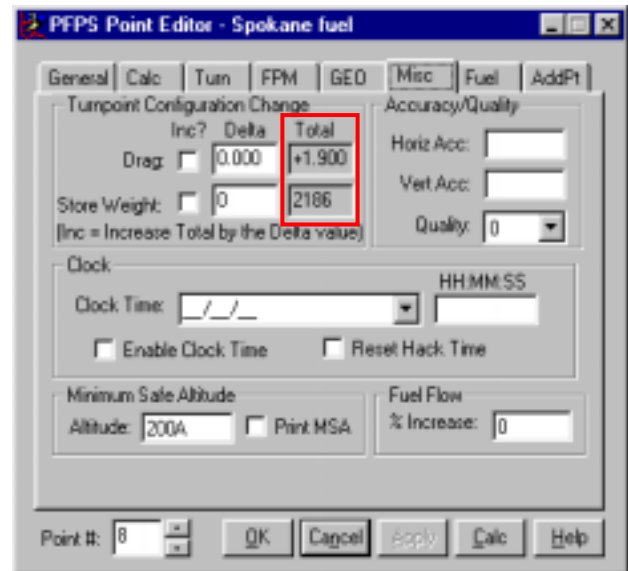 PFPS Point Editor - Spokane fuel
General Calc Turn FPM GEO Misc Fuel AddPt
Turnpoint Configuration Change
Inc? Delta Total
Drag: 0.000 +1.900
Store Weight: 0 2186
(Inc = Increase Total by the Delta value)
Accuracy/Quality
Horiz Acc:
Vert Acc:
Quality: 0
Clock
HH:MM:SS
Clock Time: __/__/__
Enable Clock Time Reset Hack Time
Minimum Safe Altitude
Altitude: 200A Print MSA
Fuel Flow
% Increase: 0
Point #: 8 OK Cancel Apply Calc Help